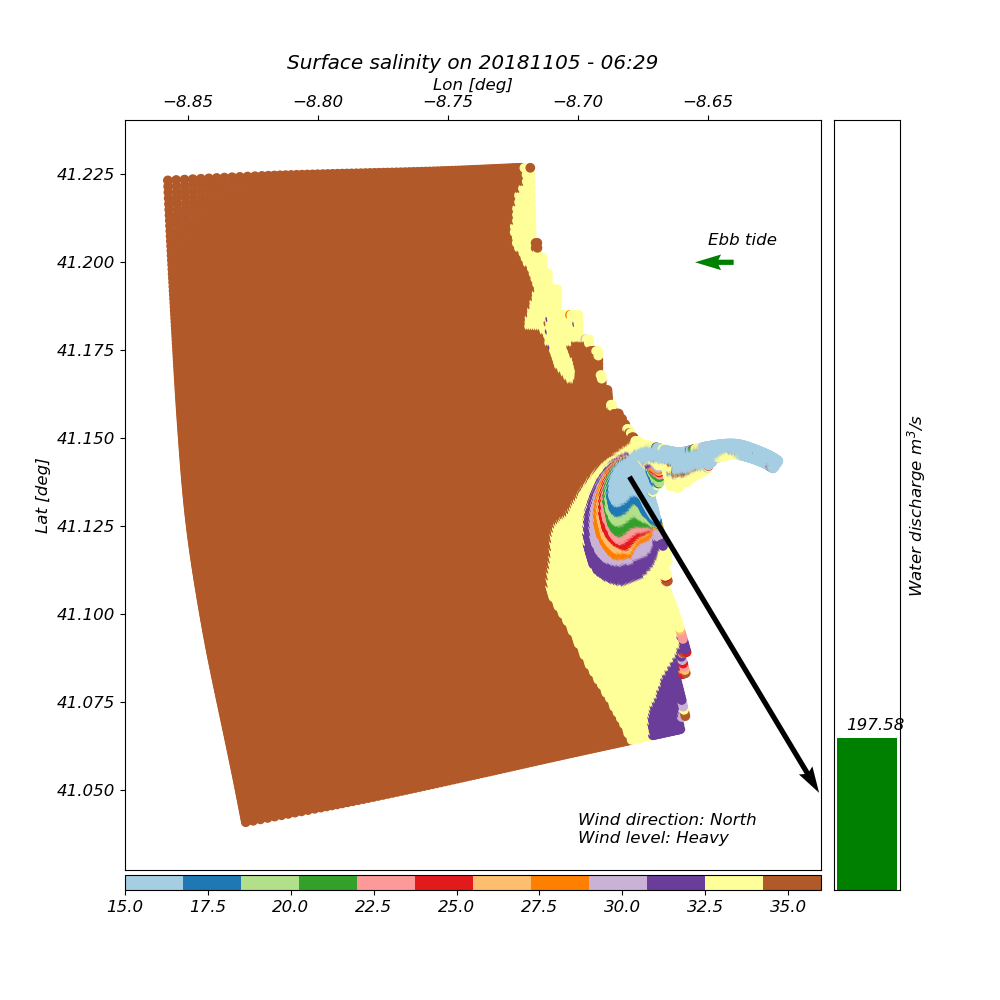 Surface salinity on 20181105 - 06:29
Lon [deg]
−8.85 −8.80 −8.75 −8.70 −8.65
41.225
41.200
41.175
41.150
41.125
41.100
41.075
41.050
Lat [deg]
Ebb tide
Wind direction: North
Wind level: Heavy
15.0 17.5 20.0 22.5 25.0 27.5 30.0 32.5 35.0
197.58
Water discharge m³/s